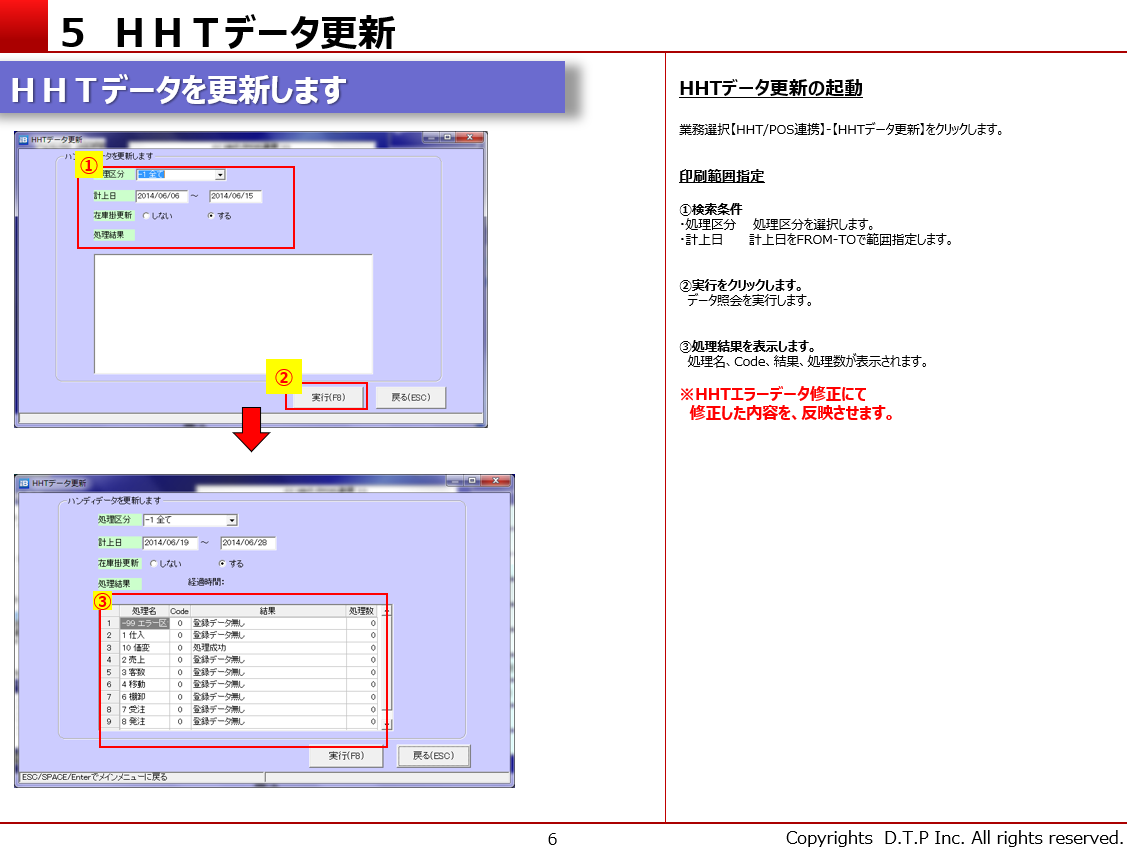 5 ＨＨＴデータ更新
ＨＨＴデータを更新します
HHTデータ更新
ータを更新します
①
理区分 -1 全て
計上日 2014/06/06 ～ 2014/06/15
在庫掛更新 しない する
処理結果
②
実行(F8) 戻る(ESC)
HHTデータ更新
ハンディデータを更新します
処理区分 -1 全て
計上日 2014/06/19 ～ 2014/06/28
在庫掛更新 しない する
処理結果 経過時間:
③
処理名 Code 結果 処理数
1 -99 エラー区 0 登録データ無し 0
2 1 仕入 0 登録データ無し 0
3 10 値変 0 処理成功 0
4 2 売上 0 登録データ無し 0
5 3 客数 0 登録データ無し 0
6 4 移動 0 登録データ無し 0
7 6 棚卸 0 登録データ無し 0
8 7 受注 0 登録データ無し 0
9 8 発注 0 登録データ無し 0
実行(F8) 戻る(ESC)
ESC/SPACE/Enterでメインメニューに戻る
HHTデータ更新の起動
業務選択【HHT/POS連携】-【HHTデータ更新】をクリックします。
印刷範囲指定
①検索条件
・処理区分 処理区分を選択します。
・計上日 計上日をFROM-TOで範囲指定します。
②実行をクリックします。
データ照会を実行します。
③処理結果を表示します。
処理名、Code、結果、処理数が表示されます。
※HHTエラーデータ修正にて
修正した内容を、反映させます。
6
Copyrights D.T.P Inc. All rights reserved.